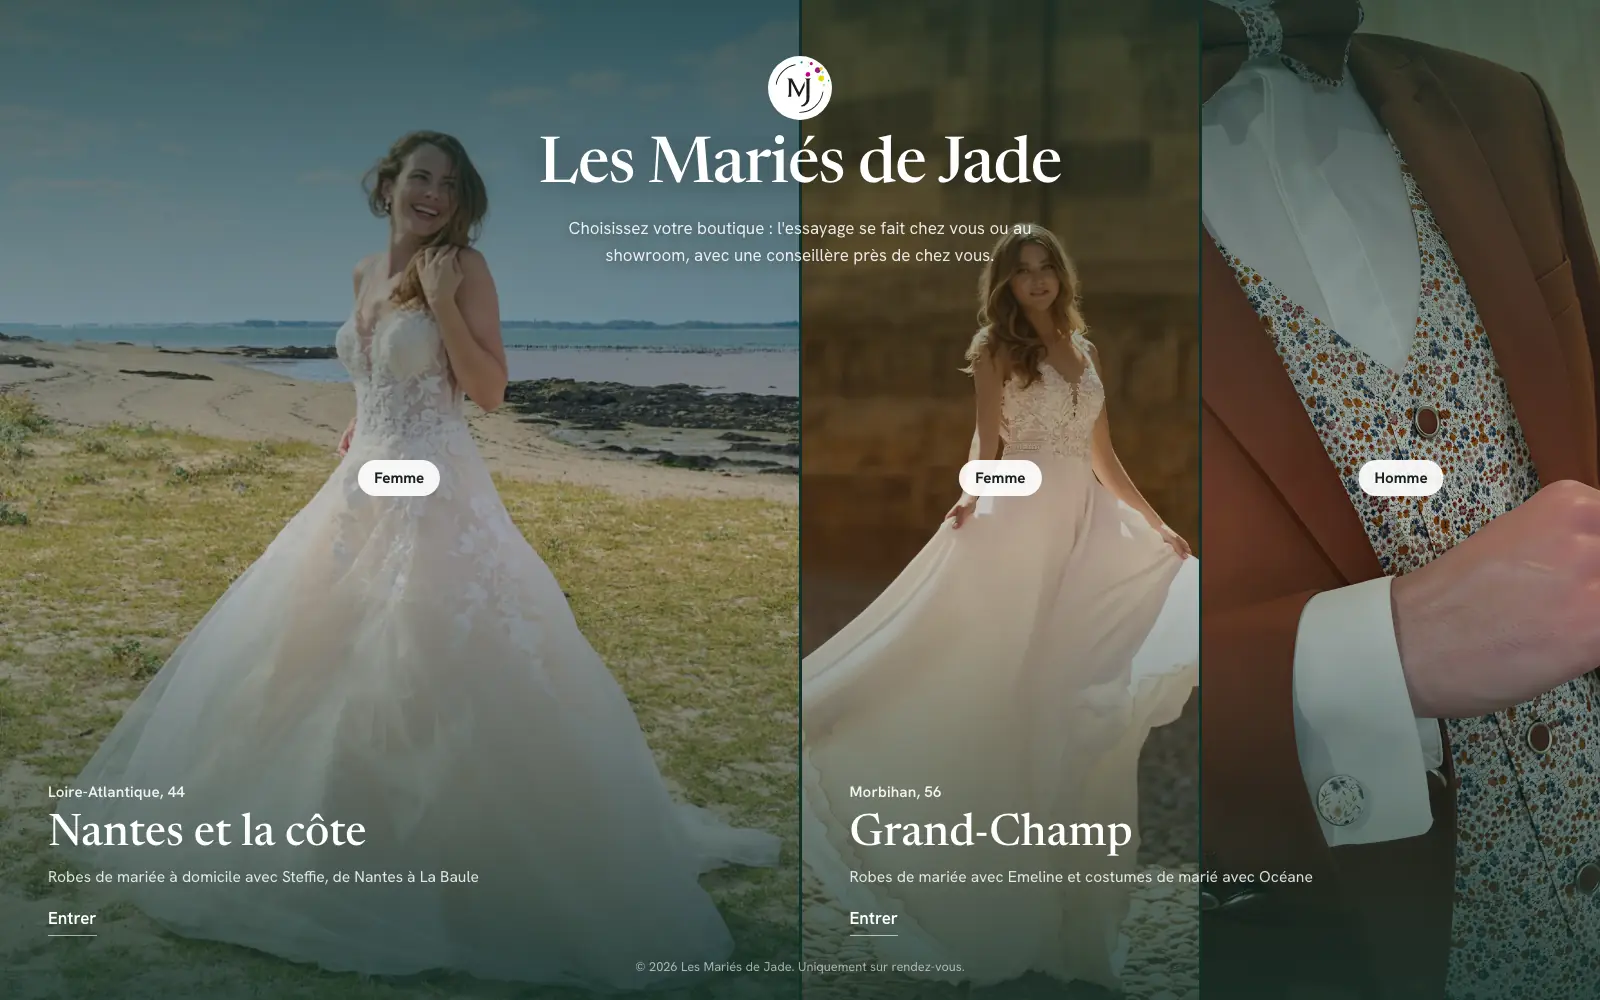 MJ
Les Mariés de Jade
Choisissez votre boutique : l'essayage se fait chez vous ou au
showroom, avec une conseillère près de chez vous.
Femme
Femme
Homme
Loire-Atlantique, 44
Nantes et la côte
Robes de mariée à domicile avec Steffie, de Nantes à La Baule
Entrer
Morbihan, 56
Grand-Champ
Robes de mariée avec Emeline et costumes de marié avec Océane
Entrer
© 2026 Les Mariés de Jade. Uniquement sur rendez-vous.